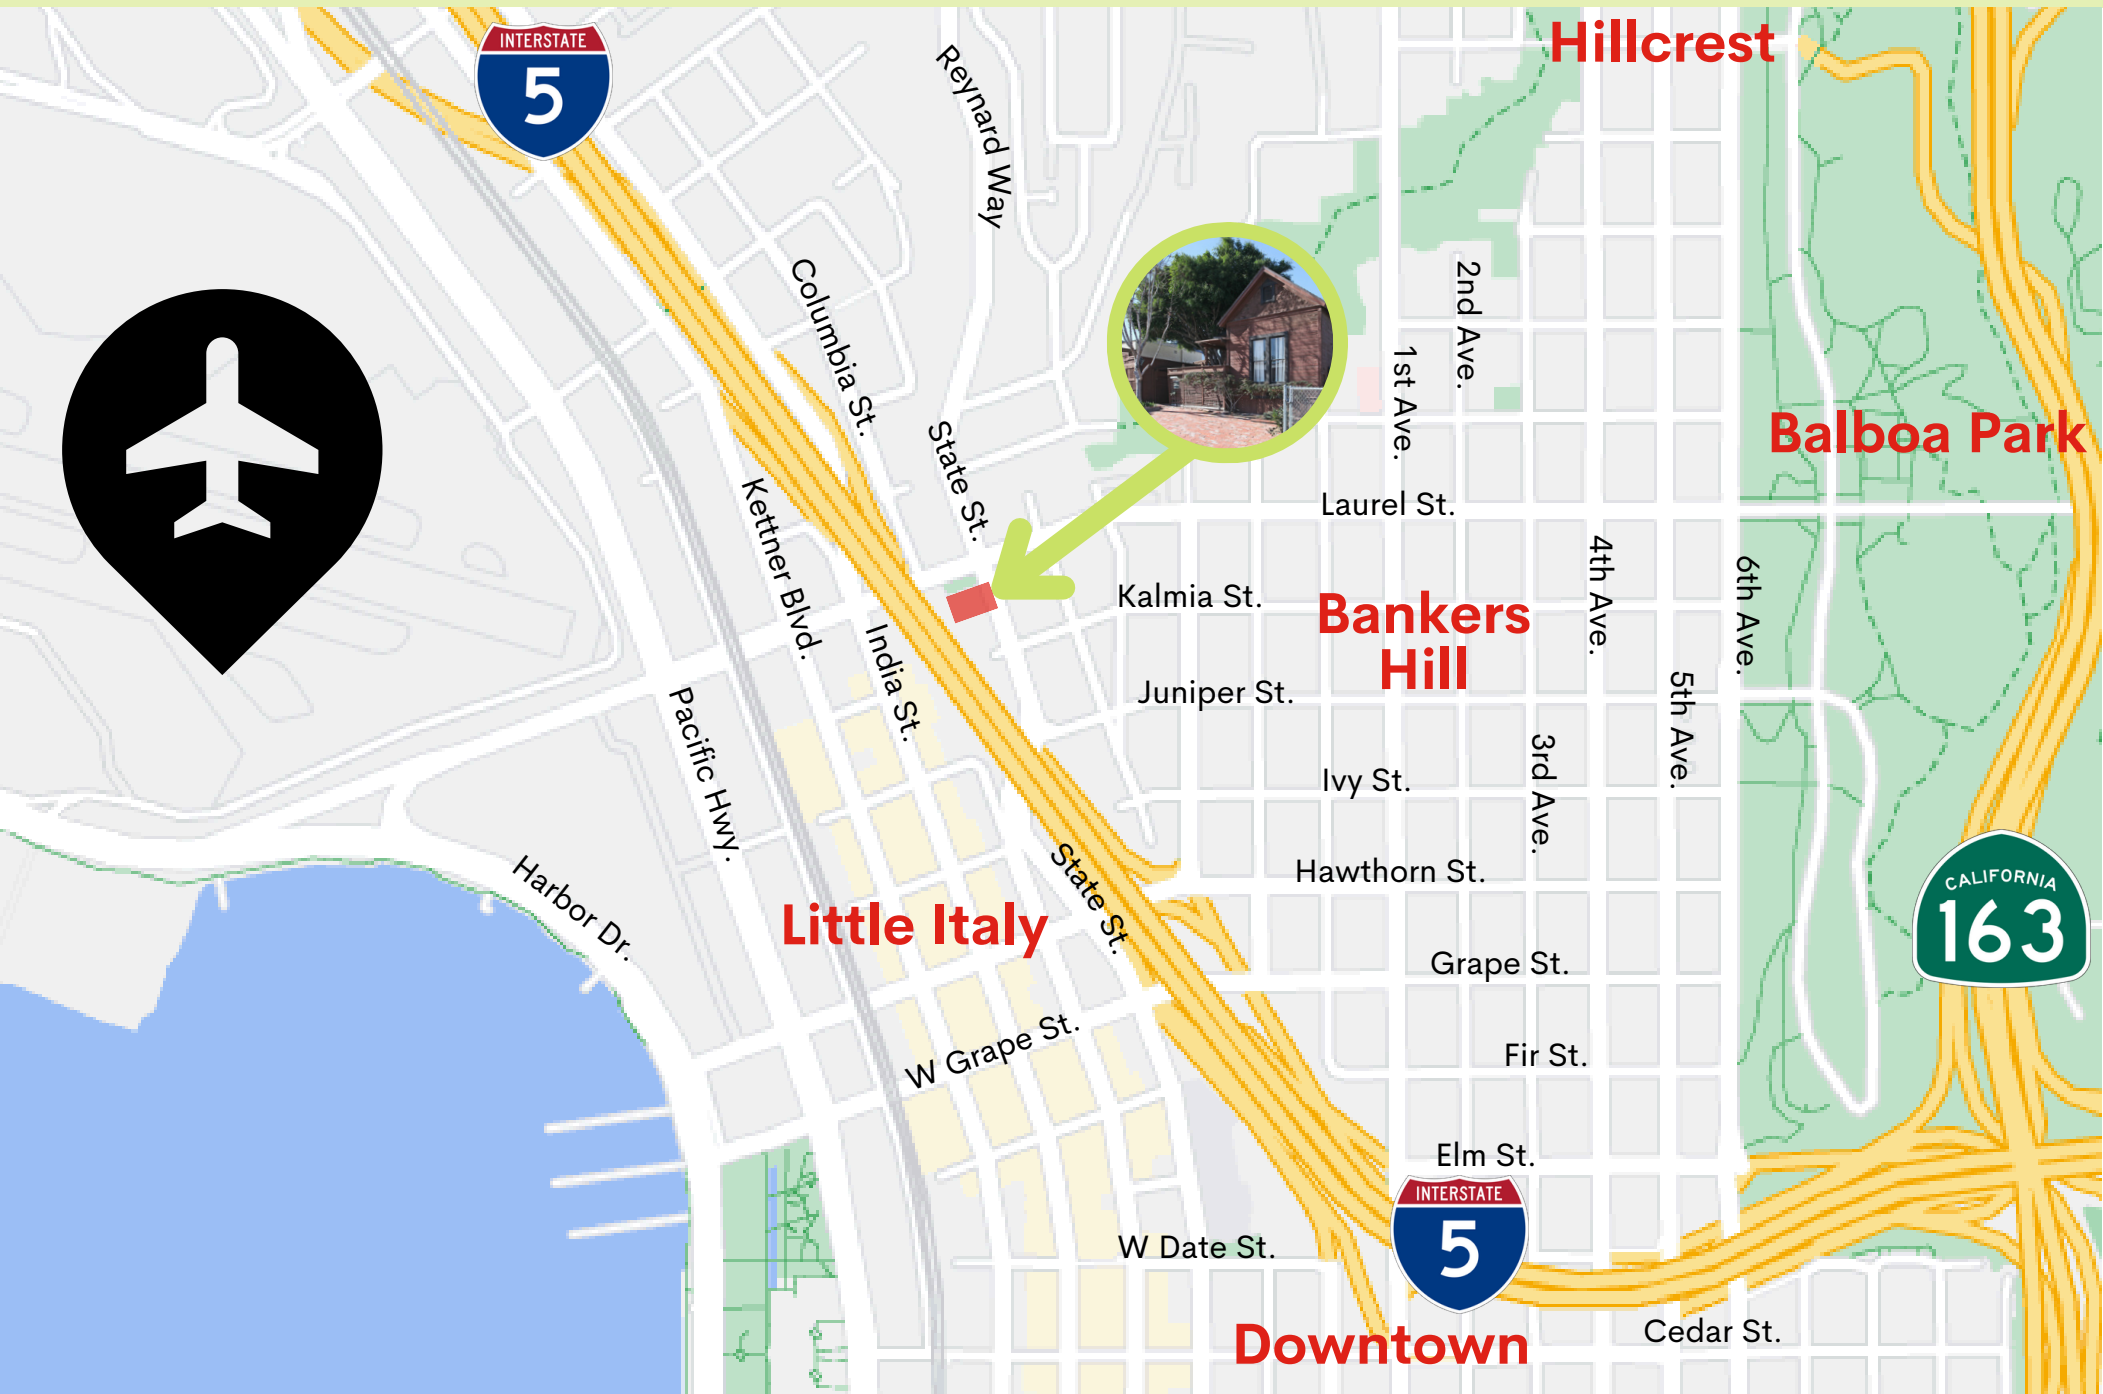 Hillcrest
INTERSTATE
5
Reynard Way
Columbia St.
2nd Ave.
1st Ave.
Balboa Park
State St.
Kettner Blvd.
Laurel St.
4th Ave.
6th Ave.
Kalmia St.
Bankers
Hill
India St.
Juniper St.
5th Ave.
Pacific Hwy.
3rd Ave.
Ivy St.
State St.
Harbor Dr.
Hawthorn St.
CALIFORNIA
163
Little Italy
Grape St.
W Grape St.
Fir St.
Elm St.
INTERSTATE
5
W Date St.
Cedar St.
Downtown